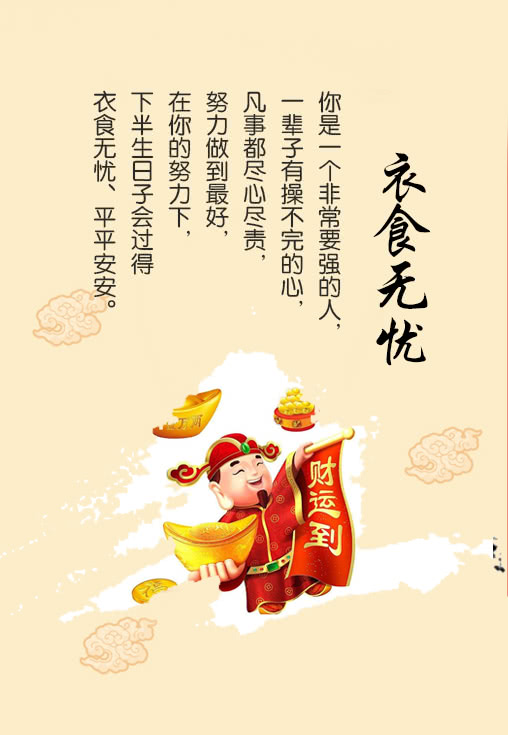 衣食无忧
你是一个非常要强的人，
一辈子有操不完的心，
凡事都尽心尽责，
努力做到最好，
在你的努力下，
下半生日子会过得
衣食无忧、平平安安。
财运到